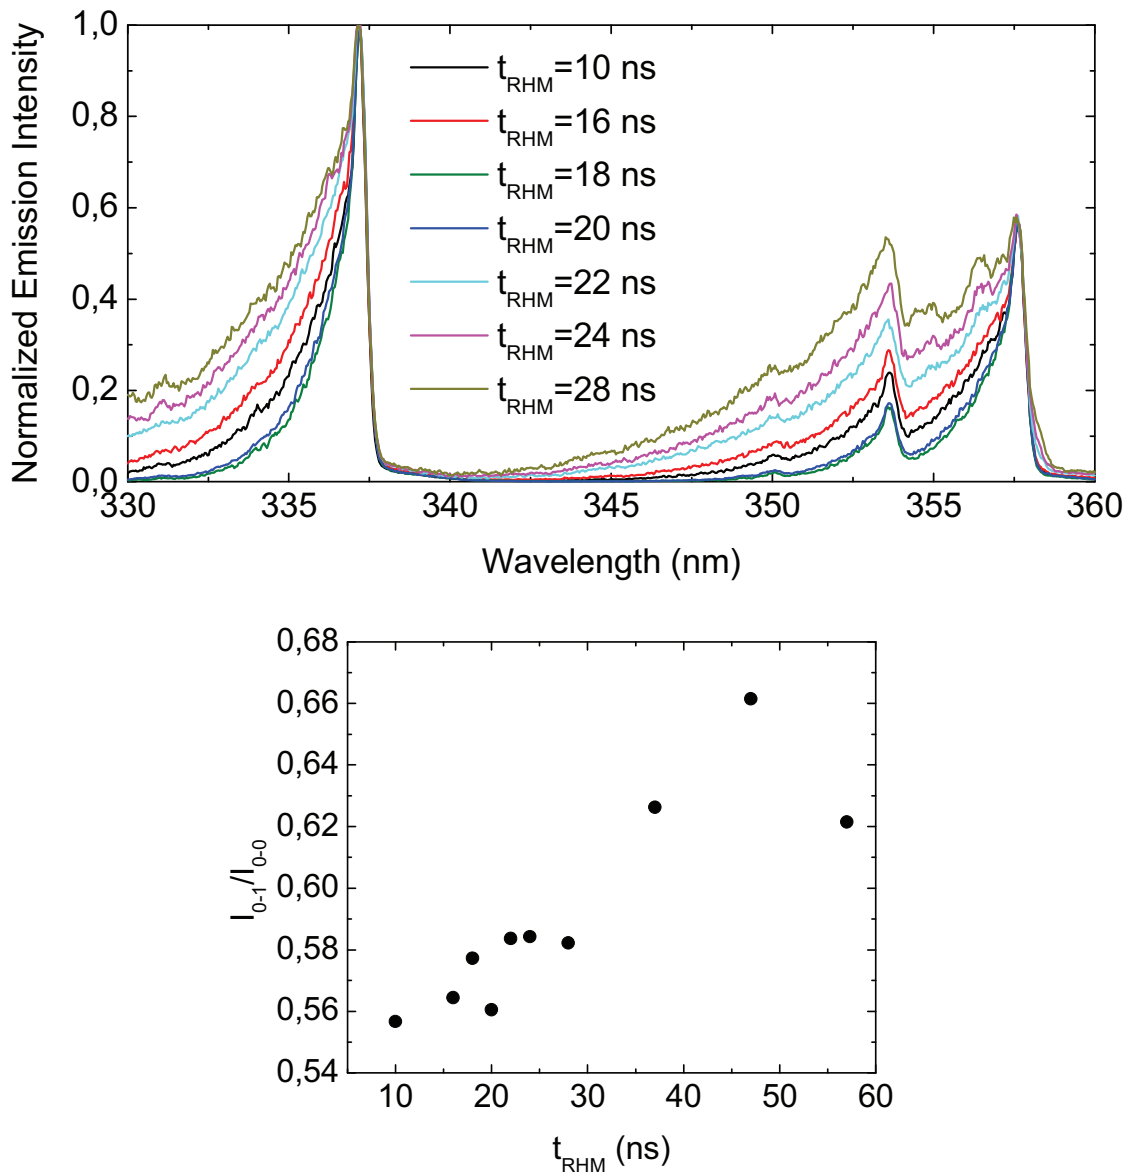 Normalized Emission Intensity
1,0
0,8
0,6
0,4
0,2
0,0
t_RHM=10 ns
t_RHM=16 ns
t_RHM=18 ns
t_RHM=20 ns
t_RHM=22 ns
t_RHM=24 ns
t_RHM=28 ns
330 335 340 345 350 355 360
Wavelength (nm)
I_0-1/I_0-0
0,68
0,66
0,64
0,62
0,60
0,58
0,56
0,54
10 20 30 40 50 60
t_RHM (ns)